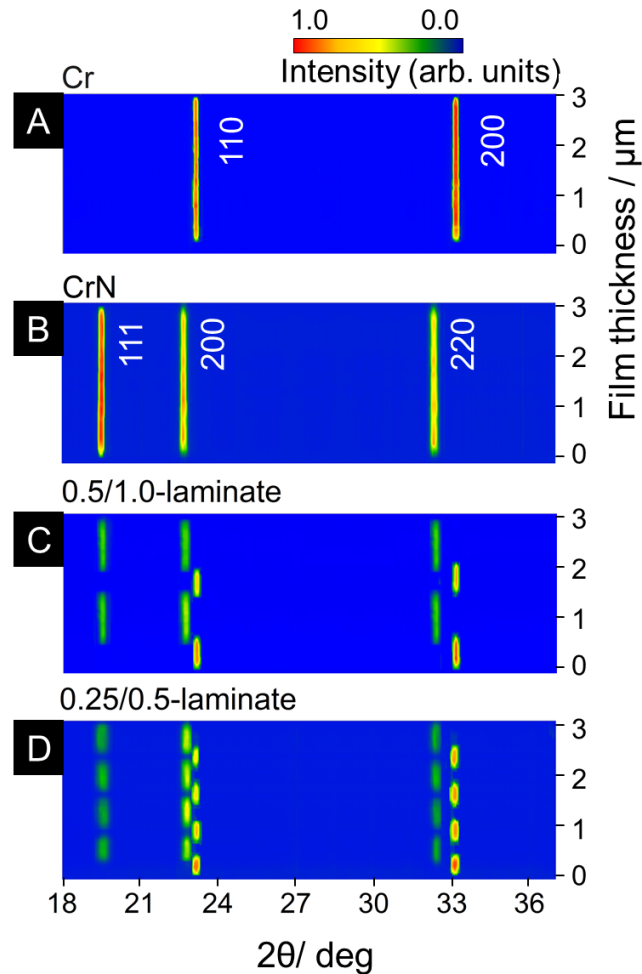 1.0 0.0
Intensity (arb. units)
Cr
A
110
200
3
2
1
0
CrN
B
111
200
220
3
2
1
0
Film thickness / μm
0.5/1.0-laminate
C
3
2
1
0
0.25/0.5-laminate
D
3
2
1
0
18 21 24 27 30 33 36
2θ/ deg